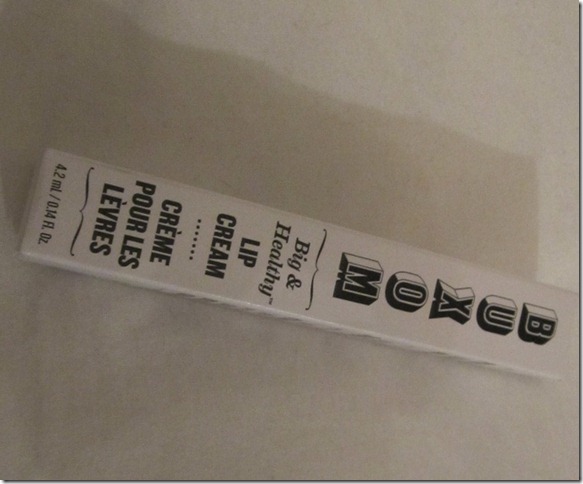 BUXOM
Big &
Healthy™
LIP
CREAM
.......
CRÈME
POUR LES
LÈVRES
4.2 ml / 0.14 Fl. Oz.